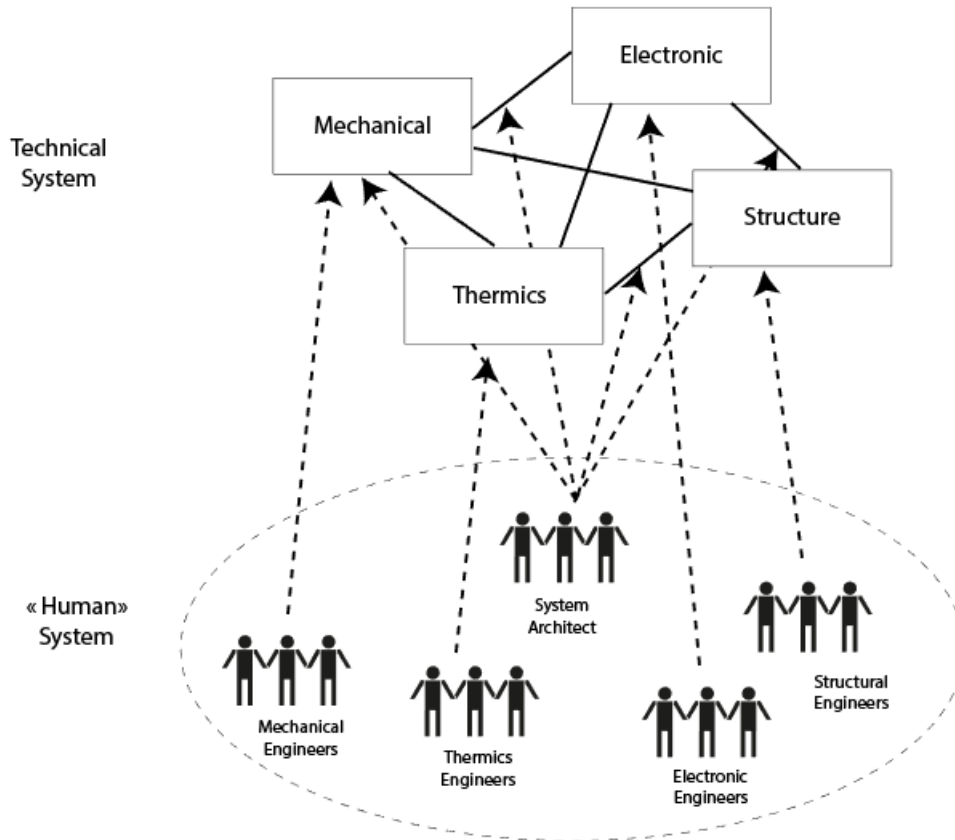 Electronic
Mechanical
Technical
System
Structure
Thermics
« Human»
System
System
Architect
Mechanical
Engineers
Thermics
Engineers
Electronic
Engineers
Structural
Engineers